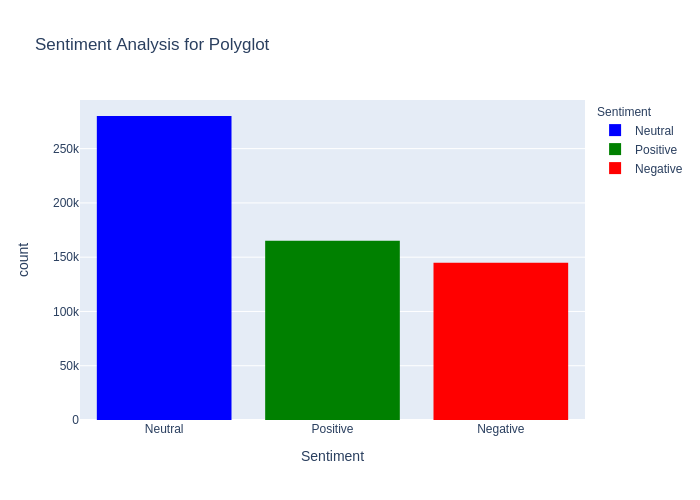 Sentiment Analysis for Polyglot
Sentiment
Neutral
Positive
Negative
count
250k
200k
150k
100k
50k
0
Neutral
Positive
Negative
Sentiment